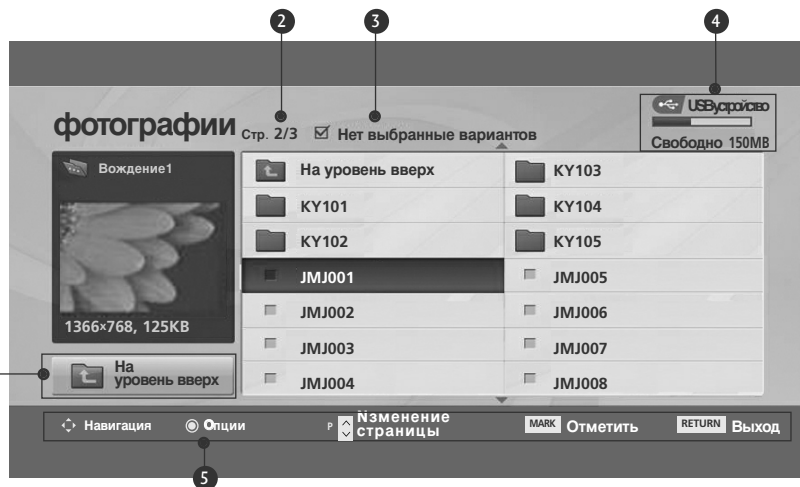 2 3 4
USBустройство
фотографии Стр. 2/3 Нет выбранные вариантов
Свободно 150MB
Вождение1
На уровень вверх KY103
KY101 KY104
KY102 KY105
JMJ001 JMJ005
JMJ002 JMJ006
JMJ003 JMJ007
JMJ004 JMJ008
1366×768, 125KB
На
уровень вверх
Навигация Опции P Nзменение
страницы MARK Отметить RETURN Выход
5